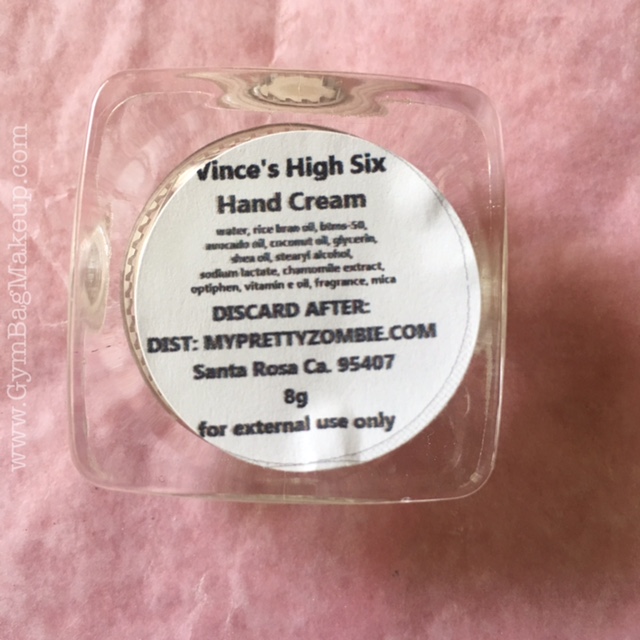 Vince's High Six
Hand Cream
water, rice bran oil, btms-50,
avocado oil, coconut oil, glycerin,
shea oil, stearyl alcohol,
sodium lactate, chamomile extract,
optiphen, vitamin e oil, fragrance, mica
DISCARD AFTER:
DIST: MYPRETTYZOMBIE.COM
Santa Rosa Ca. 95407
8g
for external use only
www.GymBagMakeup.com